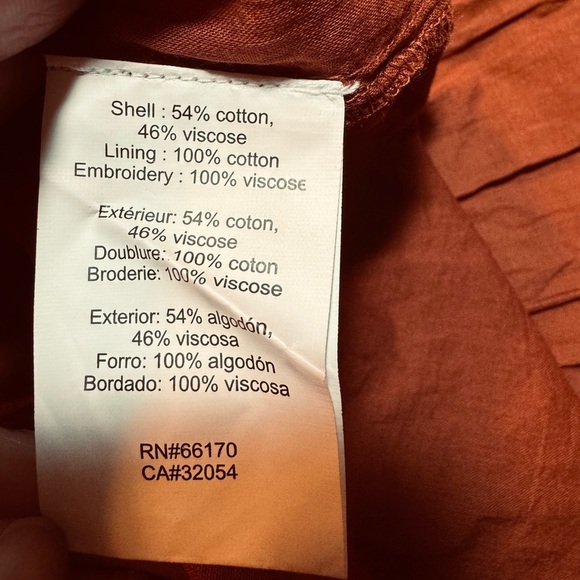 Shell : 54% cotton,
46% viscose
Lining : 100% cotton
Embroidery : 100% viscose
Extérieur: 54% coton,
46% viscose
Doublure: 100% coton
Broderie: 100% viscose
Exterior: 54% algodón,
46% viscosa
Forro: 100% algodón
Bordado: 100% viscosa
RN#66170
CA#32054